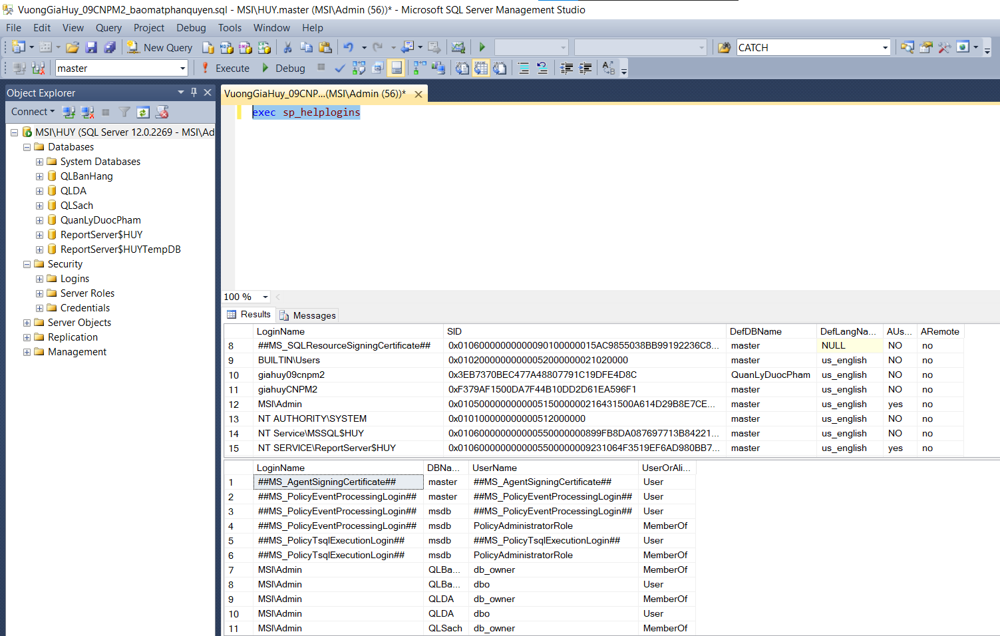 VuongGiaHuy_09CNPM2_baomatphanquyen.sql - MSI\HUY.master (MSI\Admin (56))* - Microsoft SQL Server Management Studio
File Edit View Query Project Debug Tools Window Help
New Query CATCH
master Execute Debug
Object Explorer
Connect
MSI\HUY (SQL Server 12.0.2269 - MSI\Ad
Databases
System Databases
QLBanHang
QLDA
QLSach
QuanLyDuocPham
ReportServer$HUY
ReportServer$HUYTempDB
Security
Logins
Server Roles
Credentials
Server Objects
Replication
Management
VuongGiaHuy_09CNP...(MSI\Admin (56))*
exec sp_helplogins
100 %
Results Messages
LoginName SID DefDBName DefLangNa... AUs... ARemote
8 ##MS_SQLResourceSigningCertificate## 0x01060000000000090100000015AC9855038BB99192236C8... master NULL NO no
9 BUILTIN\Users 0x01020000000000052000000021020000 master us_english NO no
10 giahuy09cnpm2 0x3EB7370BEC477A48807791C19DFE4D8C QuanLyDuocPham us_english NO no
11 giahuyCNPM2 0xF379AF1500DA7F44B10DD2D61EA596F1 master us_english NO no
12 MSI\Admin 0x0105000000000005150000000216431500A614D29B8E7CE... master us_english yes no
13 NT AUTHORITY\SYSTEM 0x010100000000000512000000 master us_english NO no
14 NT Service\MSSQL$HUY 0x010600000000000550000000899FB8DA087697713B84221... master us_english NO no
15 NT SERVICE\ReportServer$HUY 0x0106000000000005500000009231064F3519EF6AD980BB7... master us_english yes no
LoginName DBNa... UserName UserOrAli...
1 ##MS_AgentSigningCertificate## master ##MS_AgentSigningCertificate## User
2 ##MS_PolicyEventProcessingLogin## master ##MS_PolicyEventProcessingLogin## User
3 ##MS_PolicyEventProcessingLogin## msdb ##MS_PolicyEventProcessingLogin## User
4 ##MS_PolicyEventProcessingLogin## msdb PolicyAdministratorRole MemberOf
5 ##MS_PolicyTsqlExecutionLogin## msdb ##MS_PolicyTsqlExecutionLogin## User
6 ##MS_PolicyTsqlExecutionLogin## msdb PolicyAdministratorRole MemberOf
7 MSI\Admin QLBa... db_owner MemberOf
8 MSI\Admin QLBa... dbo User
9 MSI\Admin QLDA db_owner MemberOf
10 MSI\Admin QLDA dbo User
11 MSI\Admin QLSach db_owner MemberOf